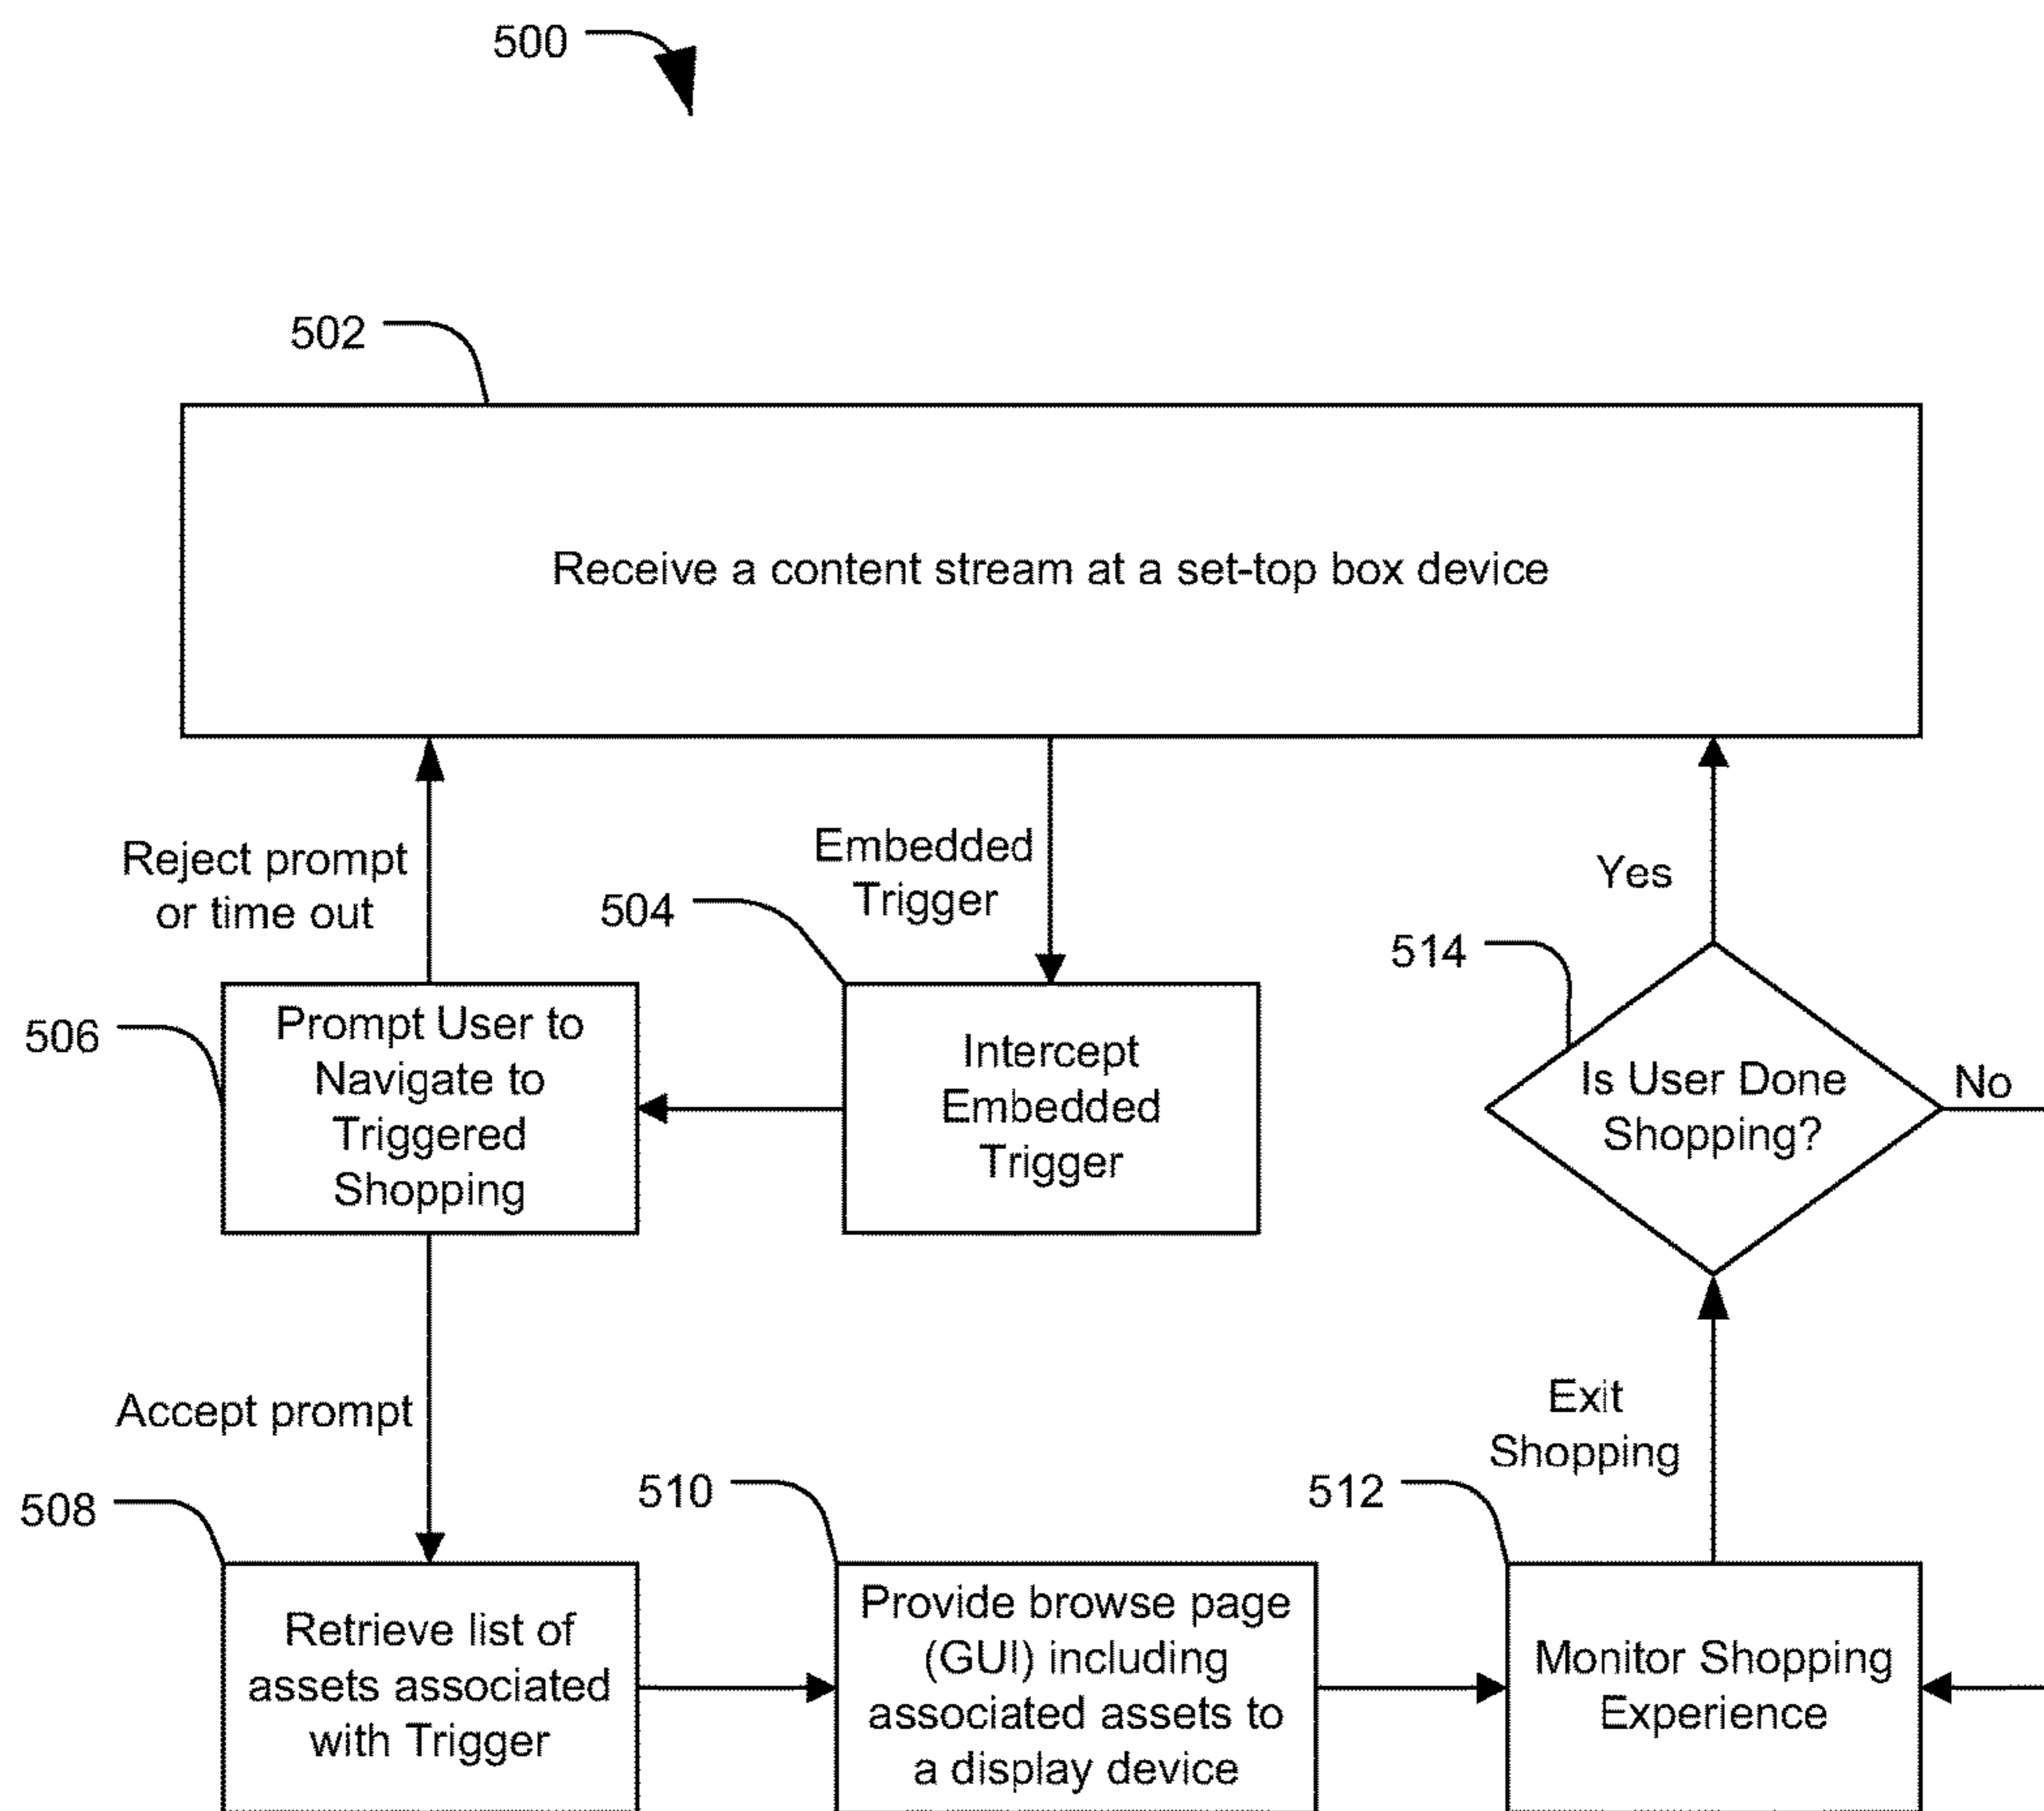 500
502
Receive a content stream at a set-top box device
Reject prompt
or time out
Embedded
Trigger
Yes
504
514
506
Prompt User to
Navigate to
Triggered
Shopping
Intercept
Embedded
Trigger
Is User Done
Shopping?
No
Accept prompt
Exit
Shopping
508
510
512
Retrieve list of
assets associated
with Trigger
Provide browse page
(GUI) including
associated assets to
a display device
Monitor Shopping
Experience